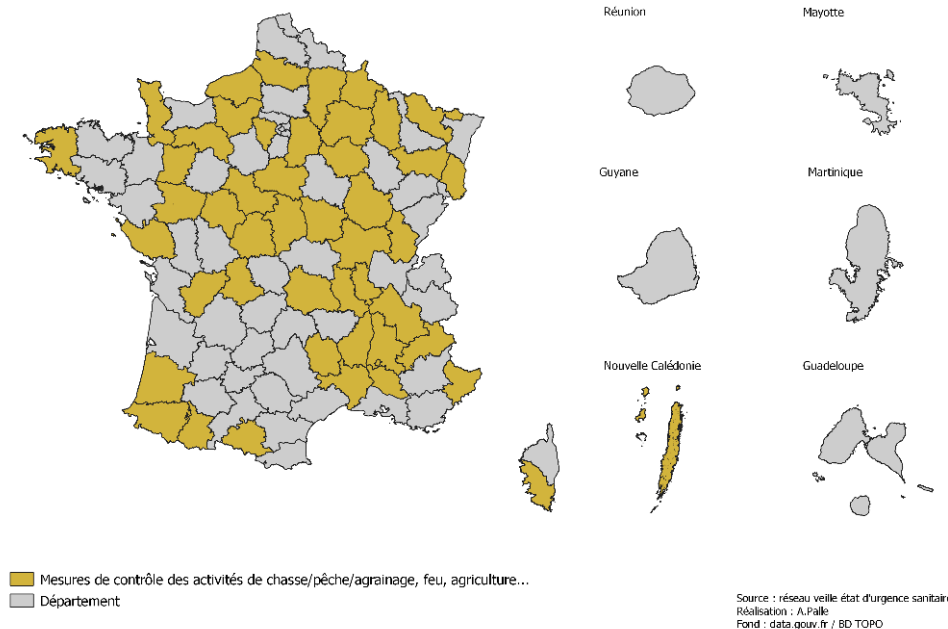 Réunion
Mayotte
Guyane
Martinique
Nouvelle Calédonie
Guadeloupe
Mesures de contrôle des activités de chasse/pêche/agrainage, feu, agriculture...
Département
Source : réseau veille état d'urgence sanitaire
Réalisation : A.Palle
Fond : data.gouv.fr / BD TOPO